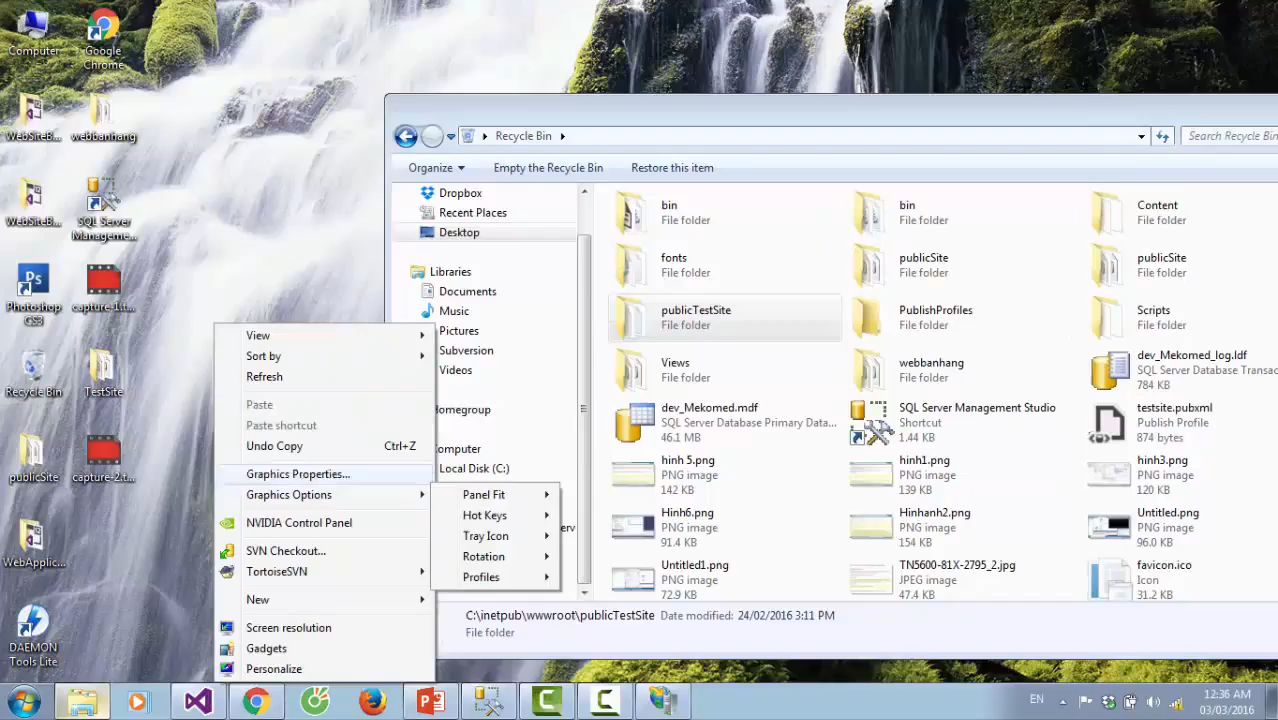 Computer
Google
Chrome
WebSiteB...
webbanhang
WebSiteB...
SQL Server
Manageme...
Photoshop
CS3
capture-1.t...
Recycle Bin
TestSite
publicSite
capture-2.t...
WebApplic...
DAEMON
Tools Lite
Recycle Bin
Search Recycle Bin
Organize
Empty the Recycle Bin
Restore this item
Dropbox
Recent Places
Desktop
Libraries
Documents
Music
Pictures
Subversion
Videos
Homegroup
Computer
Local Disk (C:)
bin
File folder
bin
File folder
Content
File folder
fonts
File folder
publicSite
File folder
publicSite
File folder
publicTestSite
File folder
PublishProfiles
File folder
Scripts
File folder
Views
File folder
webbanhang
File folder
dev_Mekomed_log.ldf
SQL Server Database Transac...
784 KB
dev_Mekomed.mdf
SQL Server Database Primary Data...
46.1 MB
SQL Server Management Studio
Shortcut
1.44 KB
testsite.pubxml
Publish Profile
874 bytes
hinh 5.png
PNG image
142 KB
hinh1.png
PNG image
139 KB
hinh3.png
PNG image
112 KB
Hinh6.png
PNG image
91.4 KB
Hinhanh2.png
PNG image
154 KB
Untitled.png
PNG image
96.0 KB
Untitled1.png
PNG image
72.9 KB
TN5600-81X-2795_2.jpg
JPEG image
47.4 KB
favicon.ico
Icon
31.2 KB
C:\inetpub\wwwroot\publicTestSite Date modified: 24/02/2016 3:11 PM
File folder
View
Sort by
Refresh
Paste
Paste shortcut
Undo Copy Ctrl+Z
Graphics Properties...
Graphics Options
NVIDIA Control Panel
SVN Checkout...
TortoiseSVN
New
Screen resolution
Gadgets
Personalize
Panel Fit
Hot Keys
Tray Icon
Rotation
Profiles
EN
12:36 AM
03/03/2016